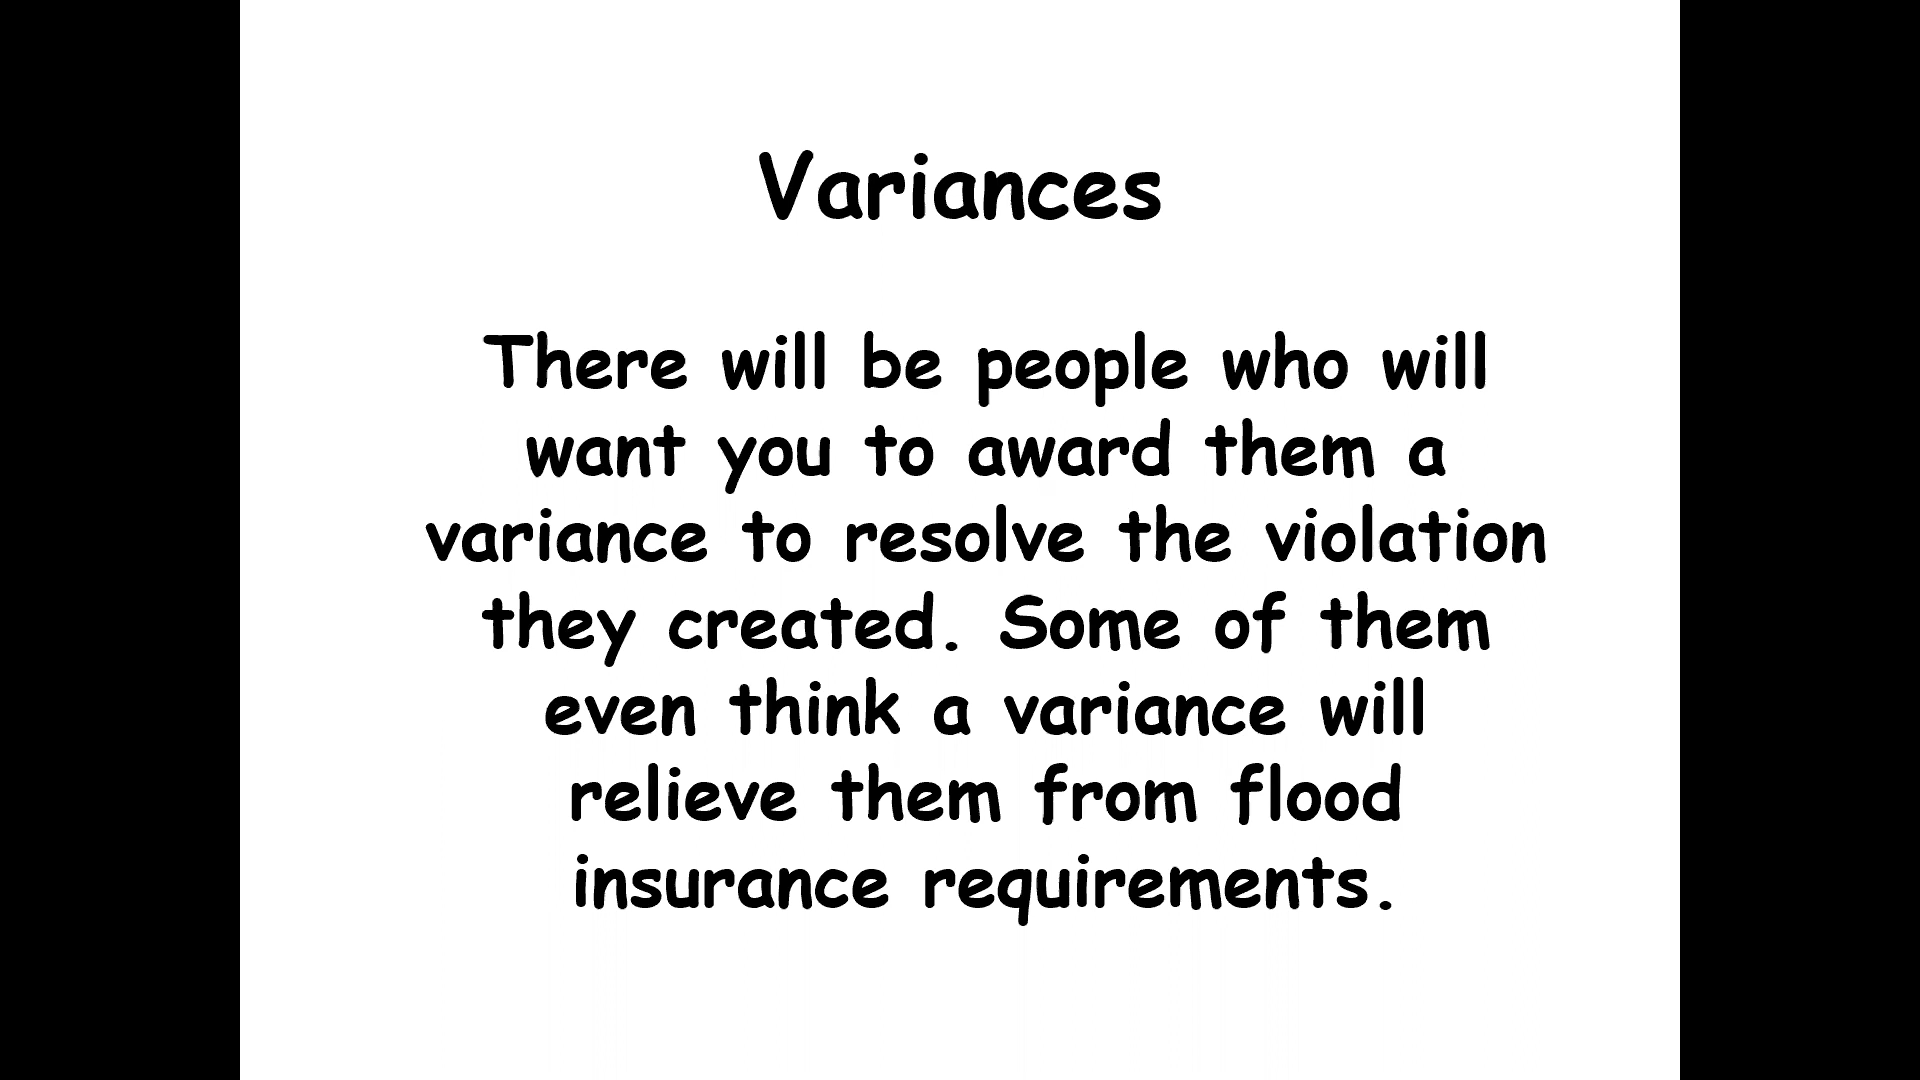 Variances
There will be people who will
want you to award them a
variance to resolve the violation
they created. Some of them
even think a variance will
relieve them from flood
insurance requirements.